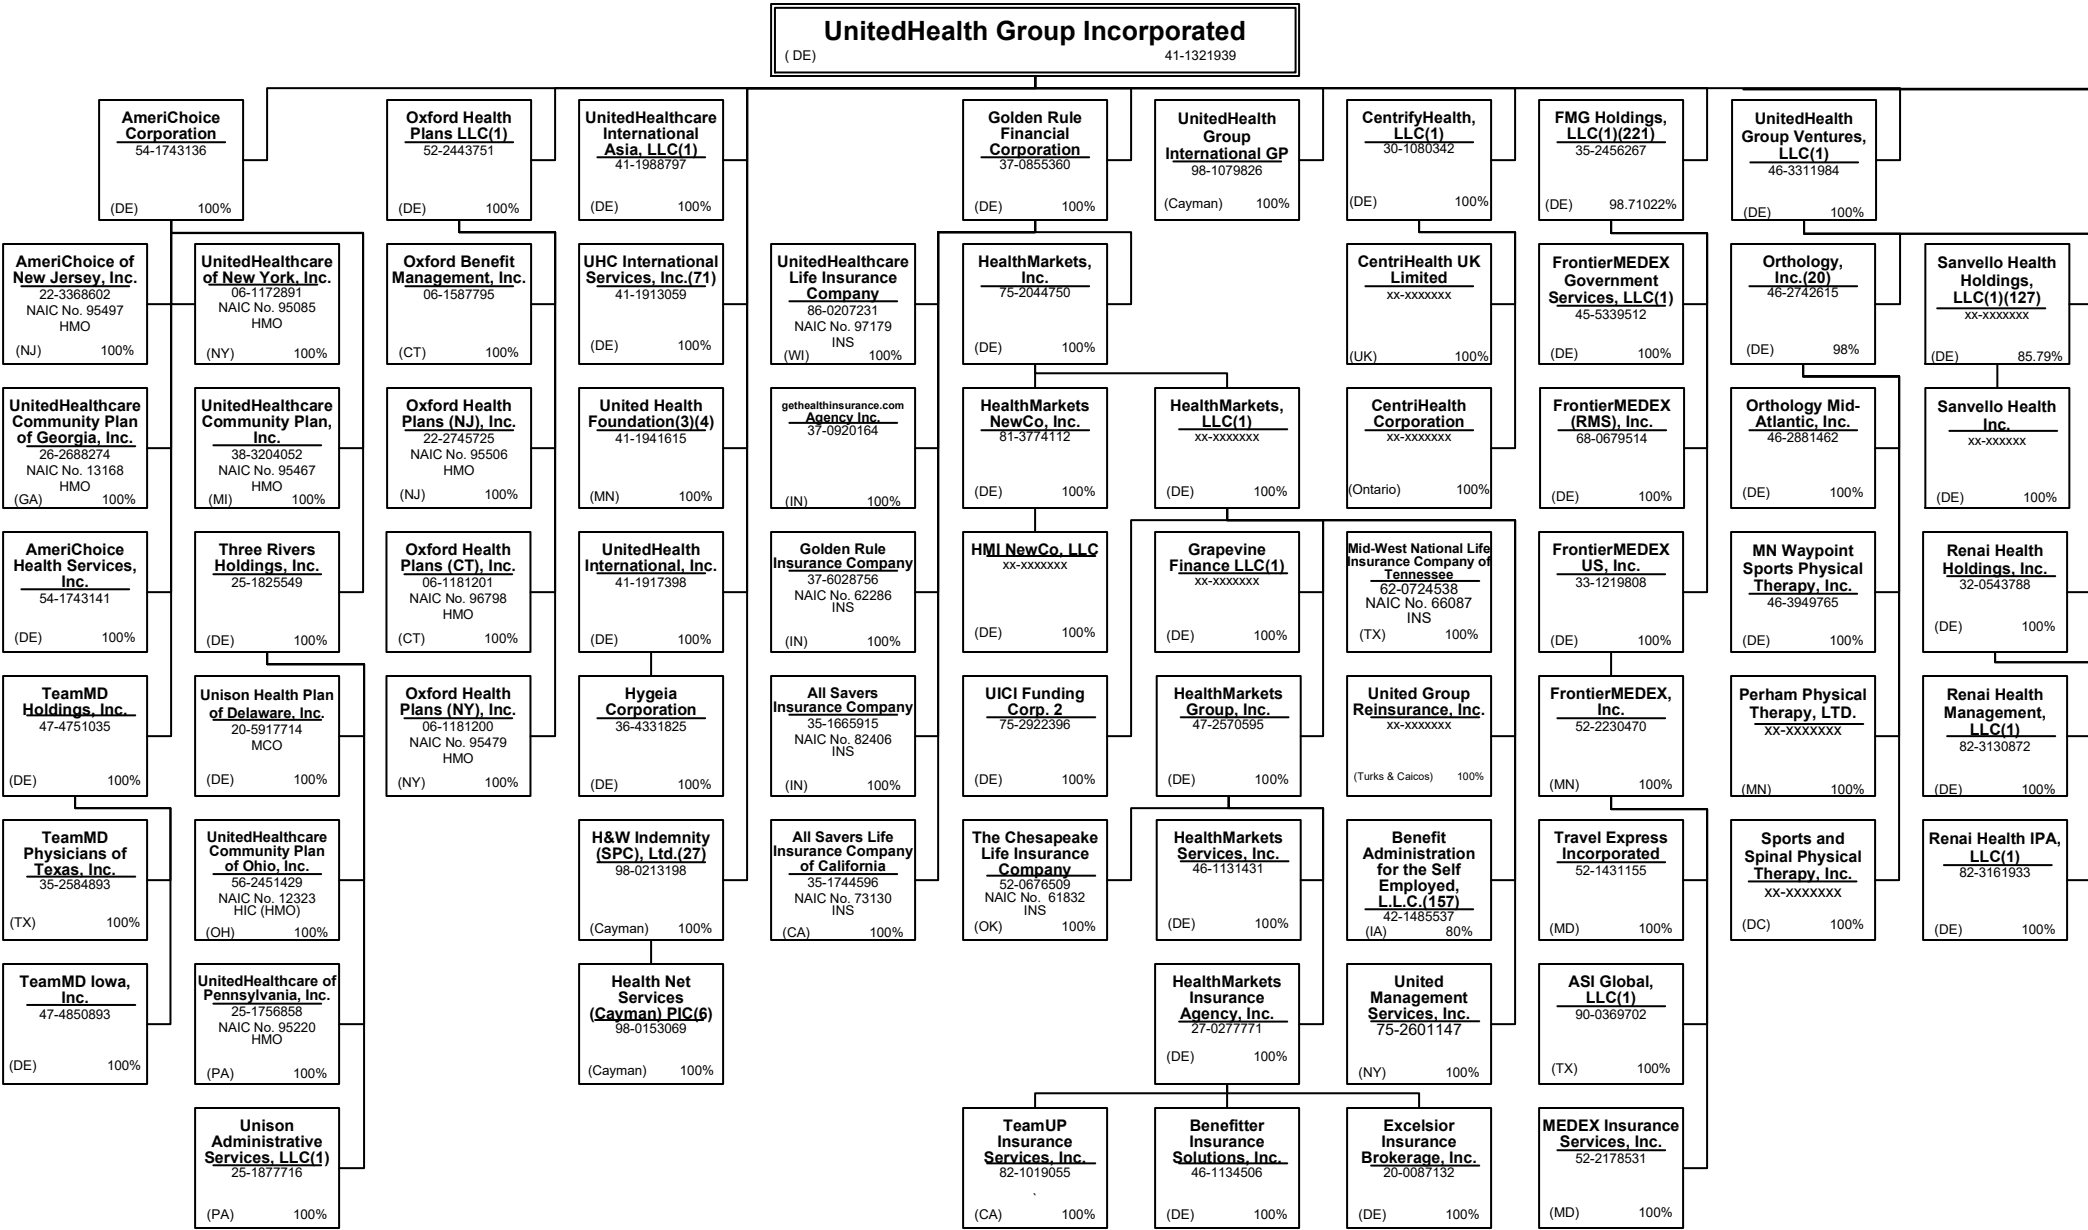 UnitedHealth Group Incorporated
( DE) 41-1321939
AmeriChoice
Corporation
54-1743136
(DE) 100%
Oxford Health
Plans LLC(1)
52-2443751
(DE) 100%
UnitedHealthcare
International
Asia, LLC(1)
41-1988797
(DE) 100%
Golden Rule
Financial
Corporation
37-0855360
(DE) 100%
UnitedHealth
Group
International GP
98-1079826
(Cayman) 100%
CentrifyHealth,
LLC(1)
30-1080342
(DE) 100%
FMG Holdings,
LLC(1)(221)
35-2456267
(DE) 98.71022%
UnitedHealth
Group Ventures,
LLC(1)
46-3311984
(DE) 100%
AmeriChoice of
New Jersey, Inc.
22-3368602
NAIC No. 95497
HMO
(NJ) 100%
UnitedHealthcare
of New York, Inc.
06-1172891
NAIC No. 95085
HMO
(NY) 100%
Oxford Benefit
Management, Inc.
06-1587795
(CT) 100%
UHC International
Services, Inc.(71)
41-1913059
(DE) 100%
UnitedHealthcare
Life Insurance
Company
86-0207231
NAIC No. 97179
INS
(WI) 100%
HealthMarkets,
Inc.
75-2044750
(DE) 100%
CentriHealth UK
Limited
xx-xxxxxxx
(UK) 100%
FrontierMEDEX
Government
Services, LLC(1)
45-5339512
(DE) 100%
Orthology,
Inc.(20)
46-2742615
(DE) 98%
Sanvello Health
Holdings,
LLC(1)(127)
xx-xxxxxxx
(DE) 85.79%
UnitedHealthcare
Community Plan
of Georgia, Inc.
26-2688274
NAIC No. 13168
HMO
(GA) 100%
UnitedHealthcare
Community Plan,
Inc.
38-3204052
NAIC No. 95467
HMO
(MI) 100%
Oxford Health
Plans (NJ), Inc.
22-2745725
NAIC No. 95506
HMO
(NJ) 100%
United Health
Foundation(3)(4)
41-1941615
(MN) 100%
gethealthinsurance.com
Agency Inc.
37-0920164
(IN) 100%
HealthMarkets
NewCo, Inc.
81-3774112
(DE) 100%
HealthMarkets,
LLC(1)
xx-xxxxxxx
(DE) 100%
CentriHealth
Corporation
xx-xxxxxxx
(Ontario) 100%
FrontierMEDEX
(RMS), Inc.
68-0679514
(DE) 100%
Orthology Mid-
Atlantic, Inc.
46-2881462
(DE) 100%
Sanvello Health
Inc.
xx-xxxxxx
(DE) 100%
AmeriChoice
Health Services,
Inc.
54-1743141
(DE) 100%
Three Rivers
Holdings, Inc.
25-1825549
(DE) 100%
Oxford Health
Plans (CT), Inc.
06-1181201
NAIC No. 96798
HMO
(CT) 100%
UnitedHealth
International, Inc.
41-1917398
(DE) 100%
Golden Rule
Insurance Company
37-6028756
NAIC No. 62286
INS
(IN) 100%
HMI NewCo, LLC
xx-xxxxxxx
(DE) 100%
Grapevine
Finance LLC(1)
xx-xxxxxxx
(DE) 100%
Mid-West National Life
Insurance Company of
Tennessee
62-0724538
NAIC No. 66087
INS
(TX) 100%
FrontierMEDEX
US, Inc.
33-1219808
(DE) 100%
MN Waypoint
Sports Physical
Therapy, Inc.
46-3949765
(DE) 100%
Renai Health
Holdings, Inc.
32-0543788
(DE) 100%
TeamMD
Holdings, Inc.
47-4751035
(DE) 100%
Unison Health Plan
of Delaware, Inc.
20-5917714
MCO
(DE) 100%
Oxford Health
Plans (NY), Inc.
06-1181200
NAIC No. 95479
HMO
(NY) 100%
Hygeia
Corporation
36-4331825
(DE) 100%
All Savers
Insurance Company
35-1665915
NAIC No. 82406
INS
(IN) 100%
UICI Funding
Corp. 2
75-2922396
(DE) 100%
HealthMarkets
Group, Inc.
47-2570595
(DE) 100%
United Group
Reinsurance, Inc.
xx-xxxxxxx
(Turks & Caicos) 100%
FrontierMEDEX,
Inc.
52-2230470
(MN) 100%
Perham Physical
Therapy, LTD.
xx-xxxxxxx
(MN) 100%
Renai Health
Management,
LLC(1)
82-3130872
(DE) 100%
TeamMD
Physicians of
Texas, Inc.
35-2584893
(TX) 100%
UnitedHealthcare
Community Plan
of Ohio, Inc.
56-2451429
NAIC No. 12323
HIC (HMO)
(OH) 100%
H&W Indemnity
(SPC), Ltd.(27)
98-0213198
(Cayman) 100%
All Savers Life
Insurance Company
of California
35-1744596
NAIC No. 73130
INS
(CA) 100%
The Chesapeake
Life Insurance
Company
52-0676509
NAIC No. 61832
INS
(OK) 100%
HealthMarkets
Services, Inc.
46-1131431
(DE) 100%
Benefit
Administration
for the Self
Employed,
L.L.C.(157)
42-1485537
(IA) 80%
Travel Express
Incorporated
52-1431155
(MD) 100%
Sports and
Spinal Physical
Therapy, Inc.
xx-xxxxxxx
(DC) 100%
Renai Health IPA,
LLC(1)
82-3161933
(DE) 100%
TeamMD Iowa,
Inc.
47-4850893
(DE) 100%
UnitedHealthcare of
Pennsylvania, Inc.
25-1756858
NAIC No. 95220
HMO
(PA) 100%
Health Net
Services
(Cayman) PIC(6)
98-0153069
(Cayman) 100%
HealthMarkets
Insurance
Agency, Inc.
27-0277771
(DE) 100%
United
Management
Services, Inc.
75-2601147
(NY) 100%
ASI Global,
LLC(1)
90-0369702
(TX) 100%
Unison
Administrative
Services, LLC(1)
25-1877716
(PA) 100%
TeamUP
Insurance
Services, Inc.
82-1019055
`
(CA) 100%
Benefitter
Insurance
Solutions, Inc.
46-1134506
(DE) 100%
Excelsior
Insurance
Brokerage, Inc.
20-0087132
(DE) 100%
MEDEX Insurance
Services, Inc.
52-2178531
(MD) 100%